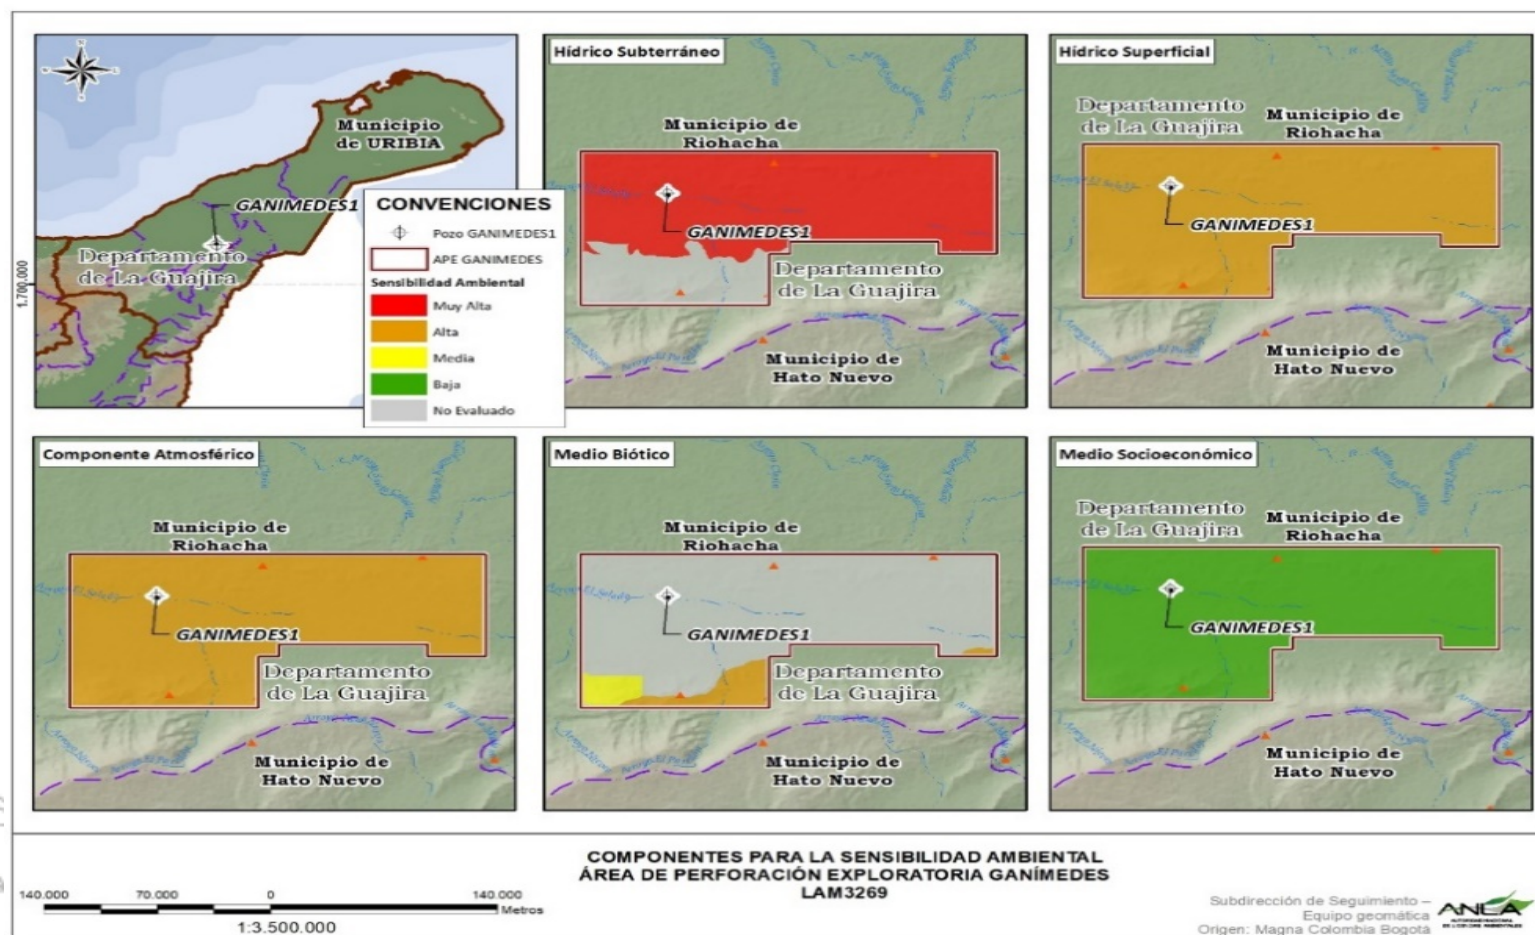 Municipio
de URIBIA
GANIMEDES1
Departamento
de La Guajira
1.700.000
CONVENCIONES
Pozo GANIMEDES1
APE GANIMEDES
Sensibilidad Ambiental
Muy Alta
Alta
Media
Baja
No Evaluado
Hídrico Subterráneo
Municipio de
Riohacha
GANIMEDES1
Departamento
de La Guajira
Municipio de
Hato Nuevo
Hídrico Superficial
Departamento
de La Guajira
Municipio de
Riohacha
GANIMEDES1
Municipio de
Hato Nuevo
Componente Atmosférico
Municipio de
Riohacha
GANIMEDES1
Departamento
de La Guajira
Municipio de
Hato Nuevo
Medio Biótico
Municipio de
Riohacha
GANIMEDES1
Departamento
de La Guajira
Municipio de
Hato Nuevo
Medio Socioeconómico
Departamento
de La Guajira
Municipio de
Riohacha
GANIMEDES1
Municipio de
Hato Nuevo
COMPONENTES PARA LA SENSIBILIDAD AMBIENTAL
ÁREA DE PERFORACIÓN EXPLORATORIA GANÍMEDES
LAM3269
140.000 70.000 0 140.000
Metros
1:3.500.000
Subdirección de Seguimiento –
Equipo geomática
Origen: Magna Colombia Bogotá
ANLA